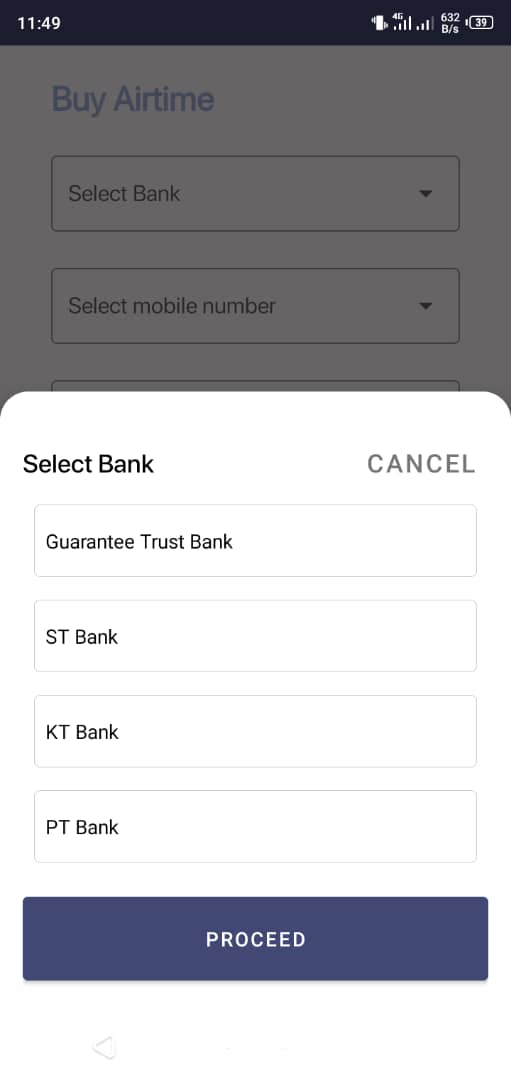 11:49
4G
632
B/s
39
Buy Airtime
Select Bank
Select mobile number
Select Bank
CANCEL
Guarantee Trust Bank
ST Bank
KT Bank
PT Bank
PROCEED